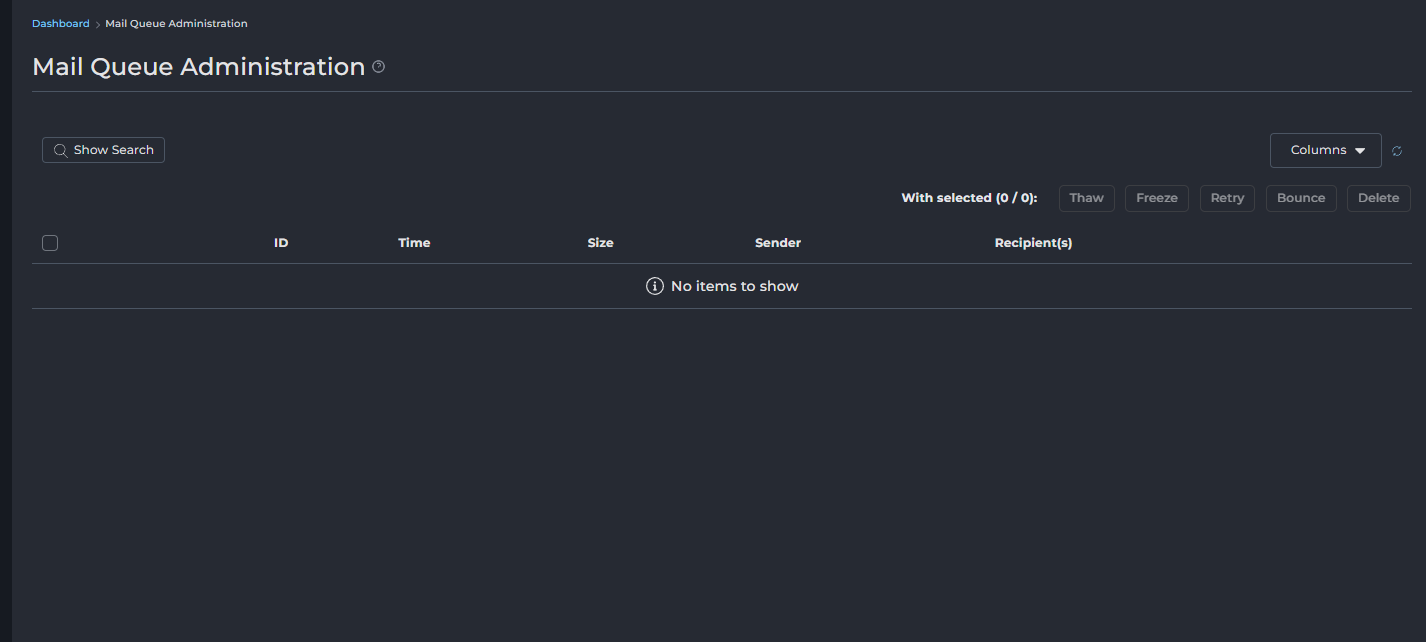 Dashboard > Mail Queue Administration
Mail Queue Administration
Show Search
Columns
With selected (0 / 0): Thaw Freeze Retry Bounce Delete
ID Time Size Sender Recipient(s)
No items to show